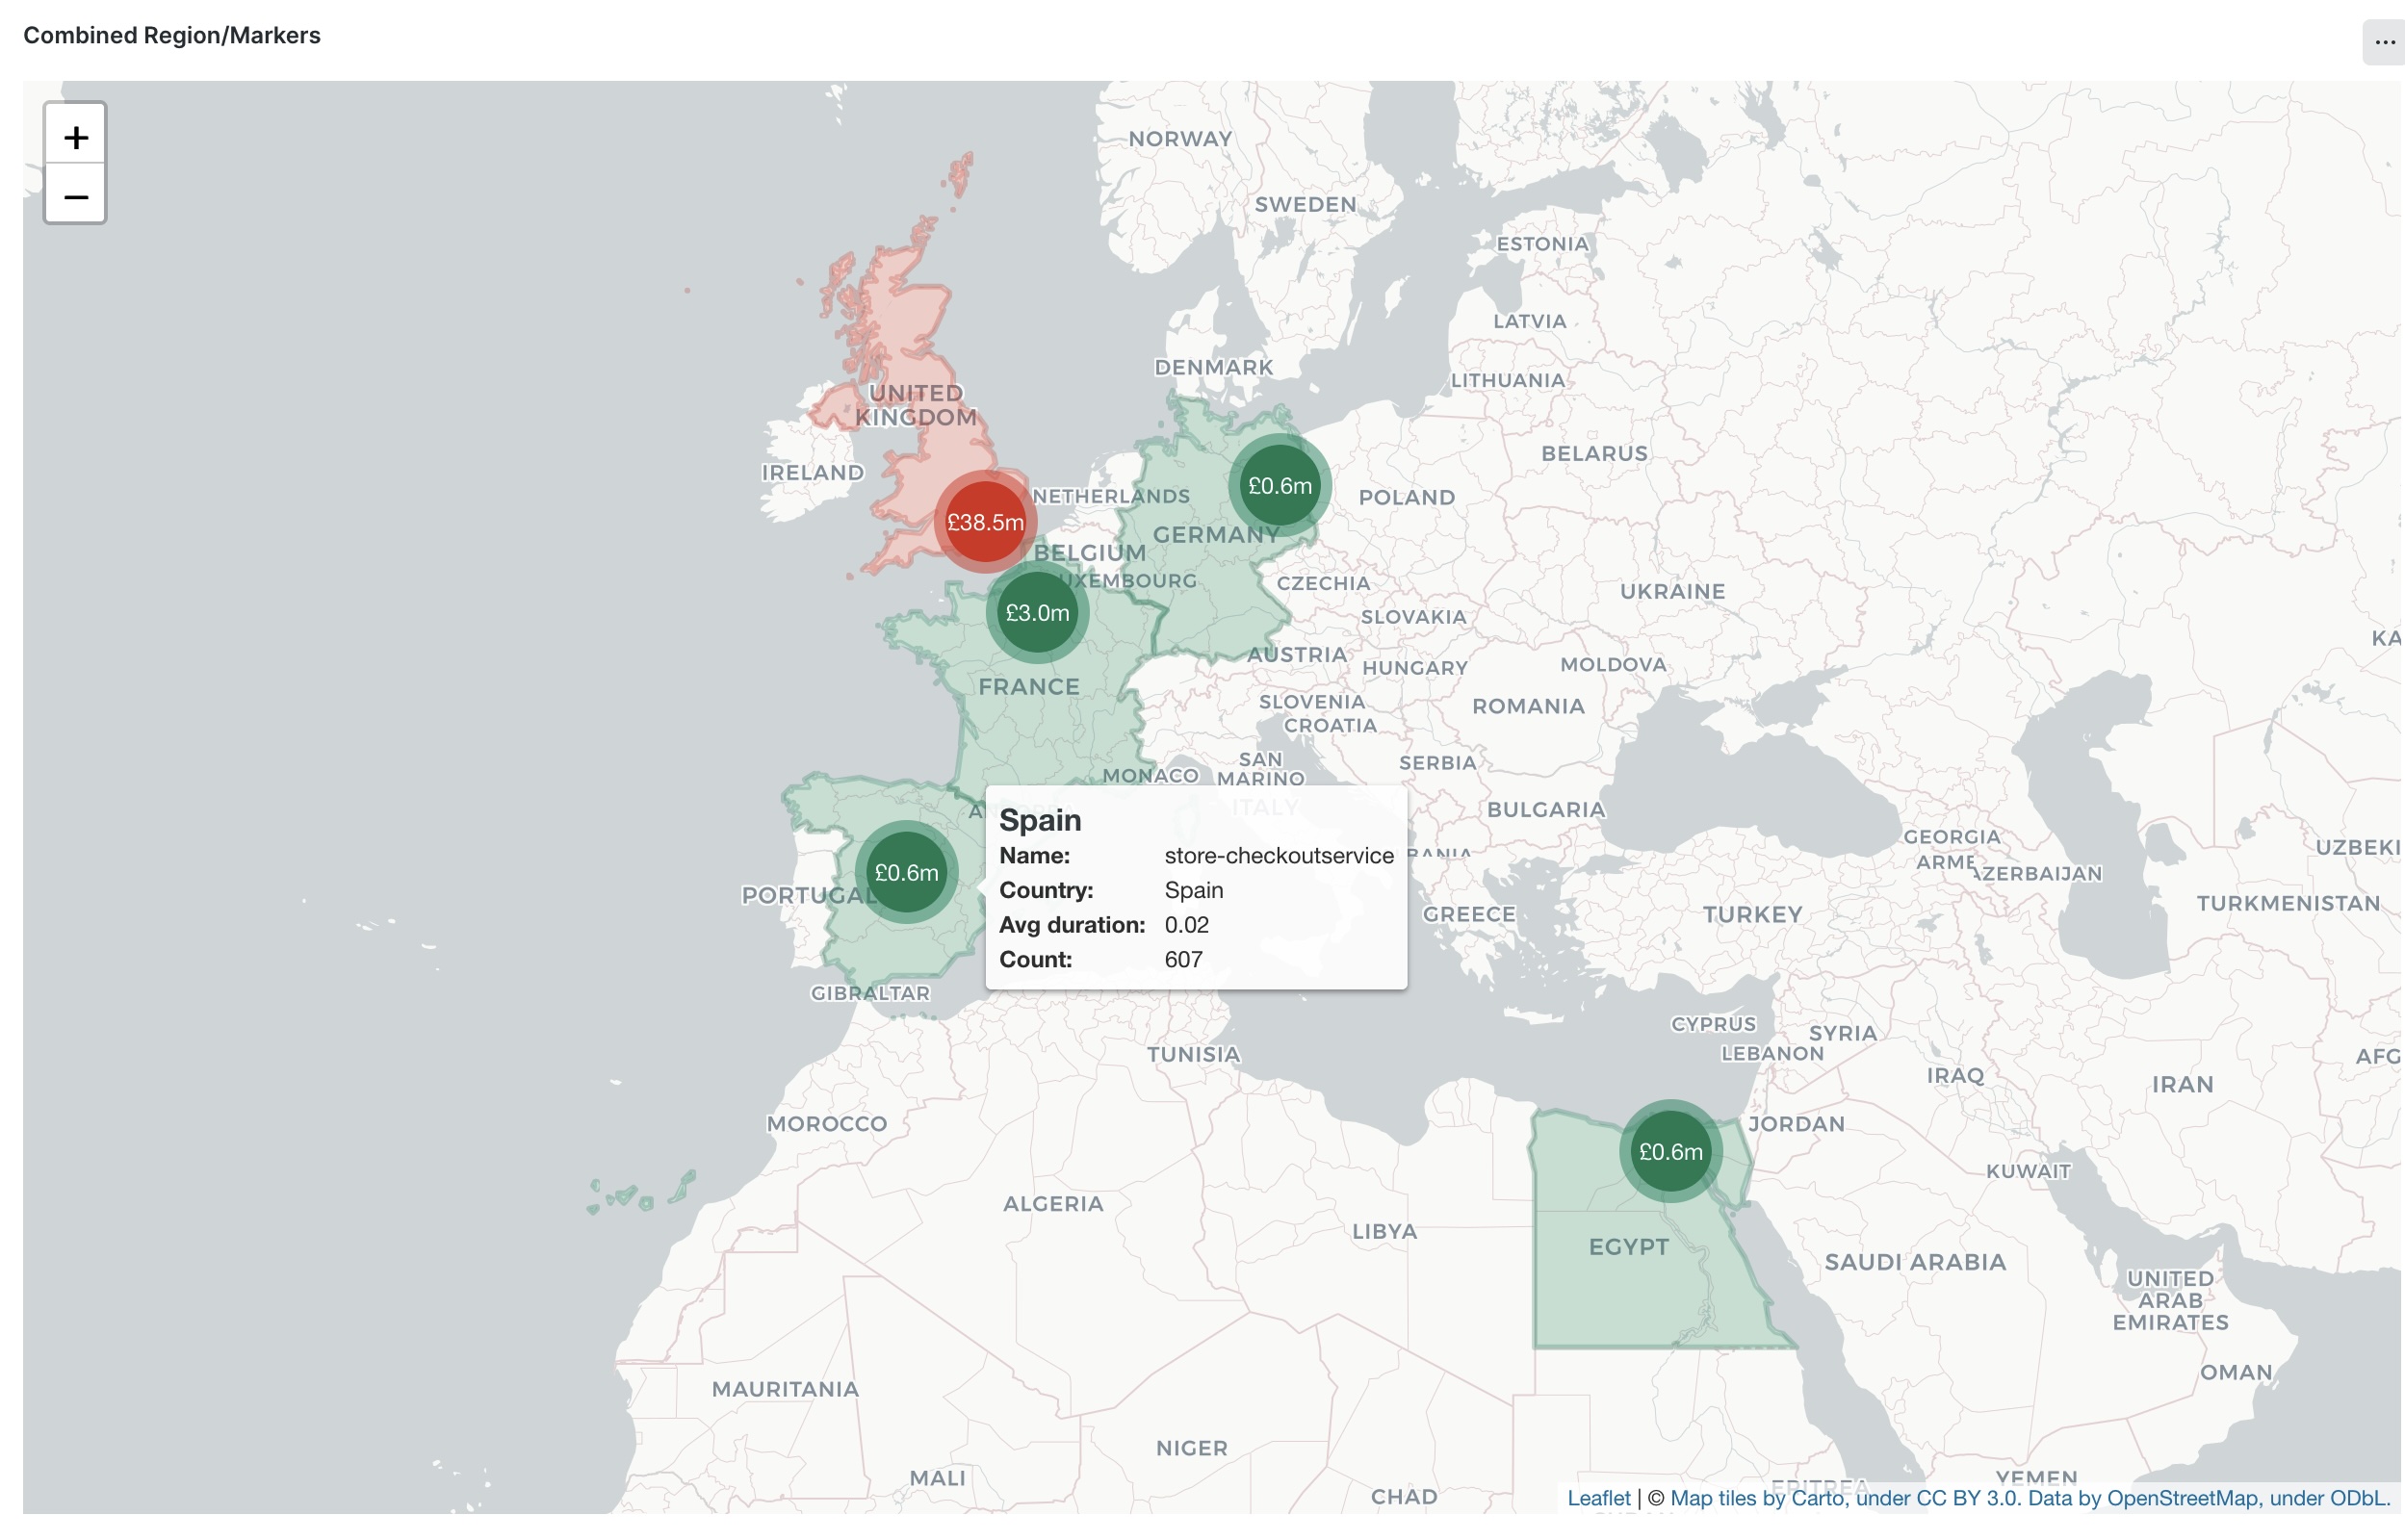 Combined Region/Markers
...
+
−
NORWAY
SWEDEN
ESTONIA
LATVIA
DENMARK
LITHUANIA
UNITED
KINGDOM
BELARUS
IRELAND
£0.6m
NETHERLANDS
POLAND
£38.5m
GERMANY
BELGIUM
UXEMBOURG
CZECHIA
UKRAINE
£3.0m
SLOVAKIA
KA
AUSTRIA
HUNGARY
MOLDOVA
FRANCE
SLOVENIA
ROMANIA
CROATIA
SAN
MARINO
SERBIA
MONACO
ITALY
BULGARIA
Spain
Name: store-checkoutservice
Country: Spain
Avg duration: 0.02
Count: 607
GEORGIA
UZBEKI
ARME
AZERBAIJAN
£0.6m
PORTUGAL
TURKMENISTAN
GREECE
TURKEY
GIBRALTAR
CYPRUS
SYRIA
TUNISIA
LEBANON
AFG
IRAQ
IRAN
MOROCCO
JORDAN
£0.6m
KUWAIT
ALGERIA
LIBYA
EGYPT
SAUDI ARABIA
UNITED
ARAB
EMIRATES
OMAN
MAURITANIA
NIGER
MALI
YEMEN
ERITREA
CHAD
Leaflet | © Map tiles by Carto, under CC BY 3.0. Data by OpenStreetMap, under ODbL.